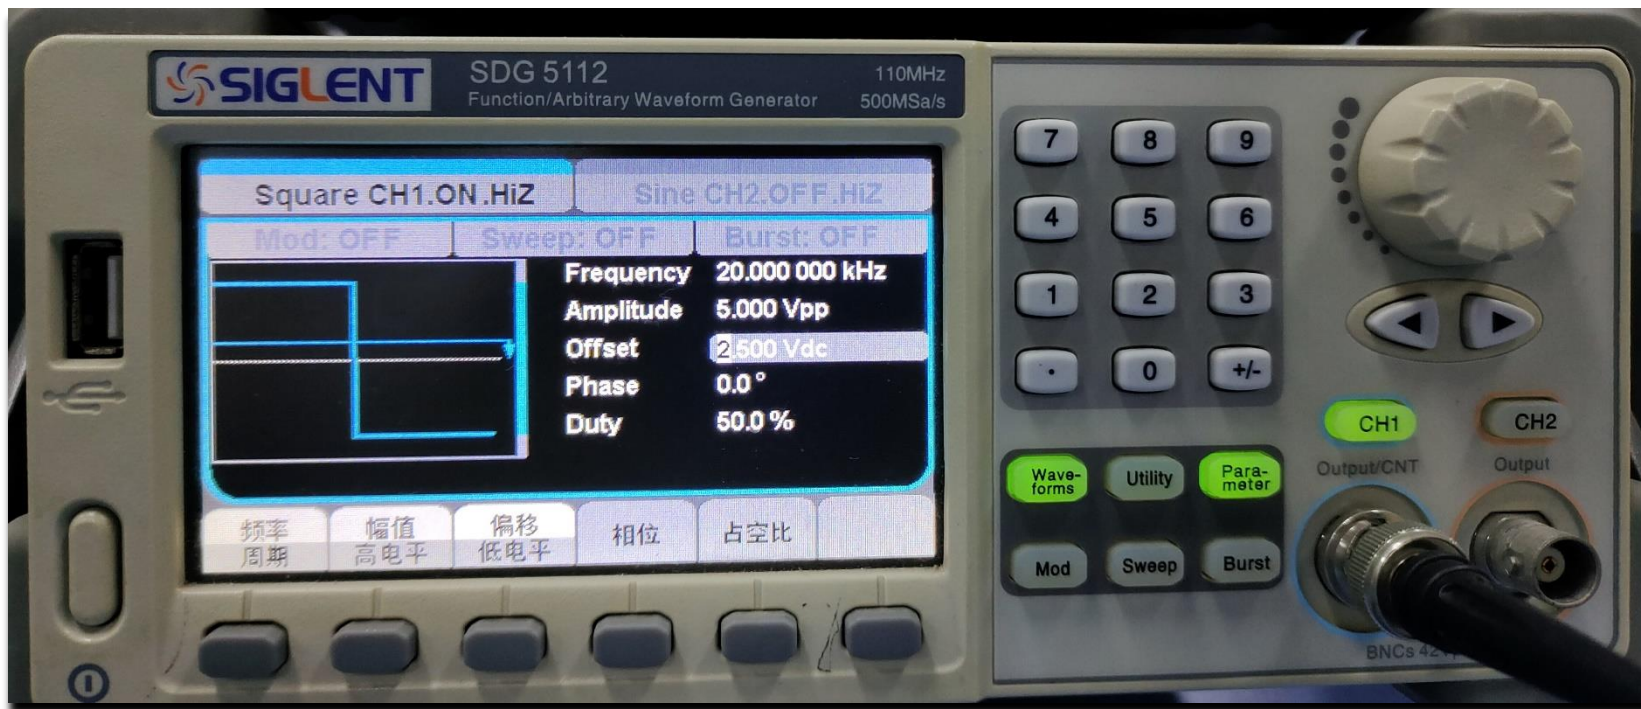 SIGLENT
SDG 5112
110MHz
Function/Arbitrary Waveform Generator
500MSa/s
Square CH1.ON.HiZ
Sine CH2.OFF.HiZ
Mod: OFF
Sweep: OFF
Burst: OFF
Frequency 20.000 000 kHz
Amplitude 5.000 Vpp
Offset 2.500 Vdc
Phase 0.0°
Duty 50.0 %
频率
周期
幅值
高电平
偏移
低电平
相位
占空比
7 8 9
4 5 6
1 2 3
· 0 +/-
CH1
CH2
Output/CNT
Output
Wave-
forms
Utility
Para-
meter
Mod
Sweep
Burst
BNCs 42